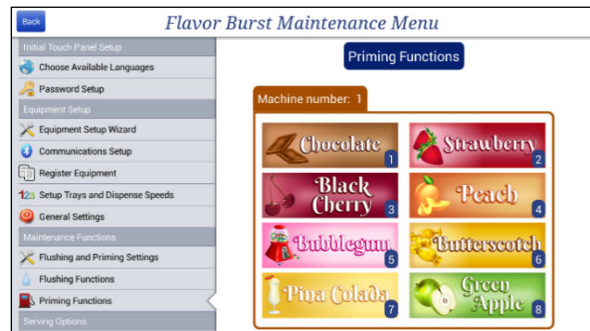 Back
Flavor Burst Maintenance Menu
Initial Touch Panel Setup
Choose Available Languages
Password Setup
Equipment Setup
Equipment Setup Wizard
Communications Setup
Register Equipment
123 Setup Trays and Dispense Speeds
General Settings
Maintenance Functions
Flushing and Priming Settings
Flushing Functions
Priming Functions
Serving Options
Priming Functions
Machine number: 1
Chocolate
1
Strawberry
2
Black
Cherry
3
Peach
4
Bubblegum
5
Butterscotch
6
Pina Colada
7
Green
Apple
8